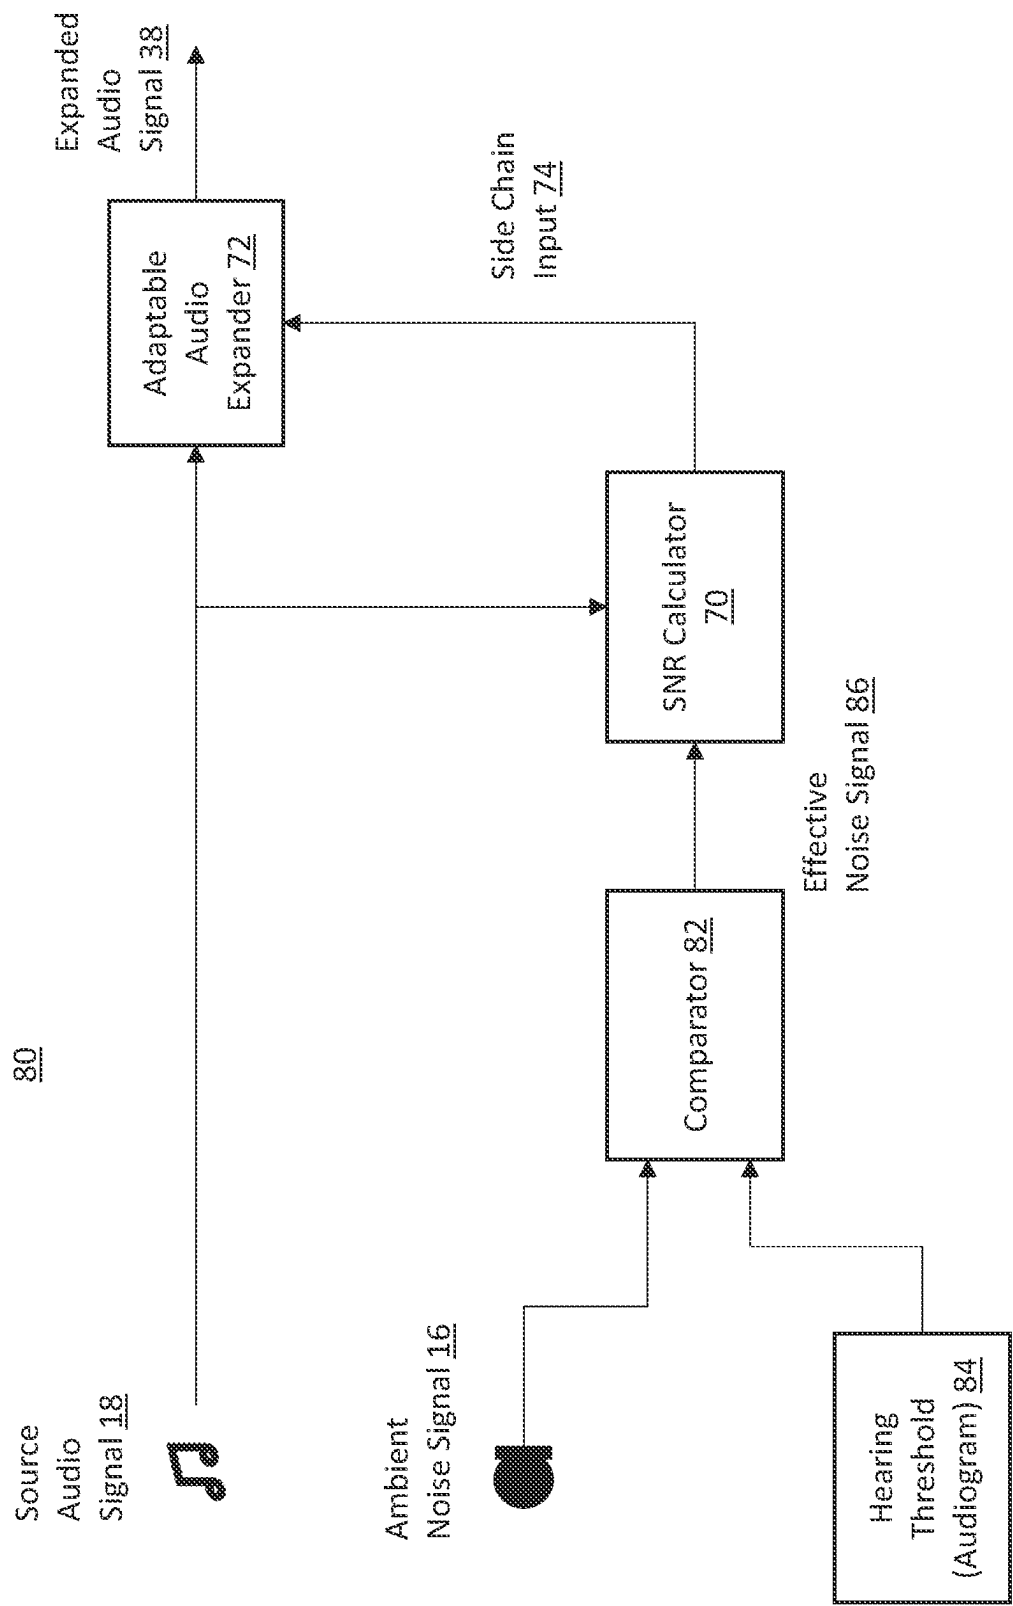 80
Source
Audio
Signal 18
Expanded
Audio
Signal 38
Adaptable
Audio
Expander 72
Side Chain
Input 74
Ambient
Noise Signal 16
Comparator 82
SNR Calculator
70
Effective
Noise Signal 86
Hearing
Threshold
(Audiogram) 84